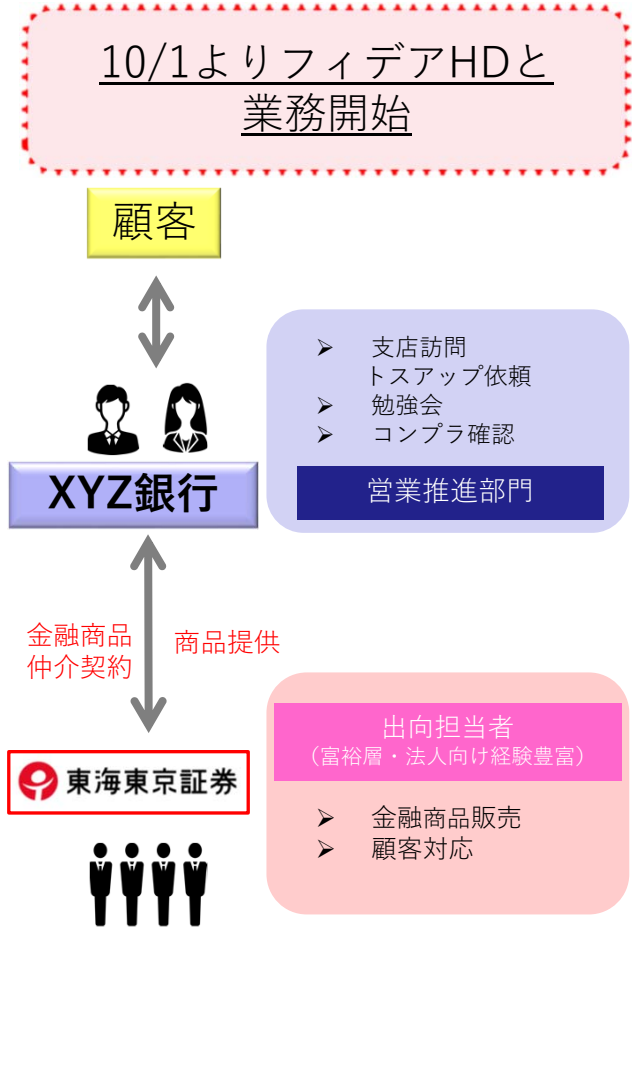 10/1よりフィデアHDと
業務開始
顧客
➢ 支店訪問
トスアップ依頼
➢ 勉強会
➢ コンプラ確認
営業推進部門
XYZ銀行
金融商品
仲介契約
商品提供
出向担当者
（富裕層・法人向け経験豊富）
東海東京証券
➢ 金融商品販売
➢ 顧客対応